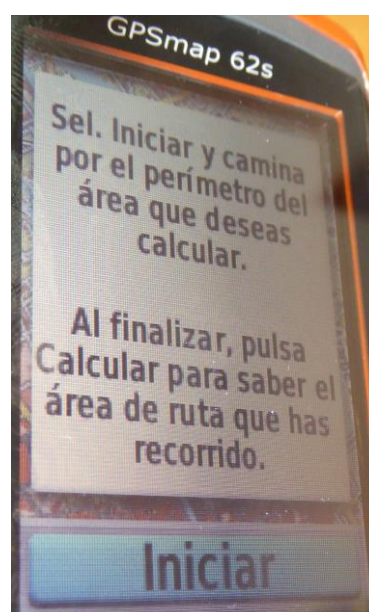 GPSmap 62s
Sel. Iniciar y camina
por el perímetro del
área que deseas
calcular.
Al finalizar, pulsa
Calcular para saber el
área de ruta que has
recorrido.
Iniciar